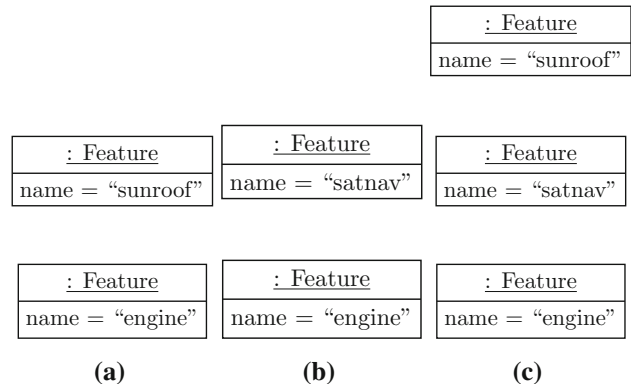 : Feature
name = “sunroof”
: Feature
name = “sunroof”
: Feature
name = “satnav”
: Feature
name = “satnav”
: Feature
name = “engine”
: Feature
name = “engine”
: Feature
name = “engine”
(a)
(b)
(c)